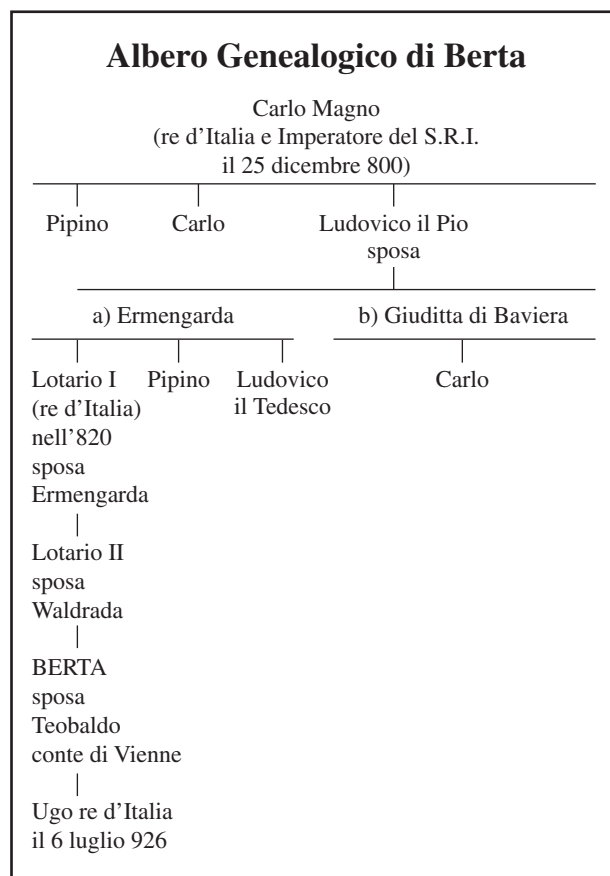 Albero Genealogico di Berta
Carlo Magno
(re d'Italia e Imperatore del S.R.I.
il 25 dicembre 800)
Pipino
Carlo
Ludovico il Pio
sposa
a) Ermengarda
b) Giuditta di Baviera
Lotario I
(re d'Italia)
nell'820
sposa
Ermengarda
Pipino
Ludovico
il Tedesco
Carlo
Lotario II
sposa
Waldrada
BERTA
sposa
Teobaldo
conte di Vienne
Ugo re d'Italia
il 6 luglio 926